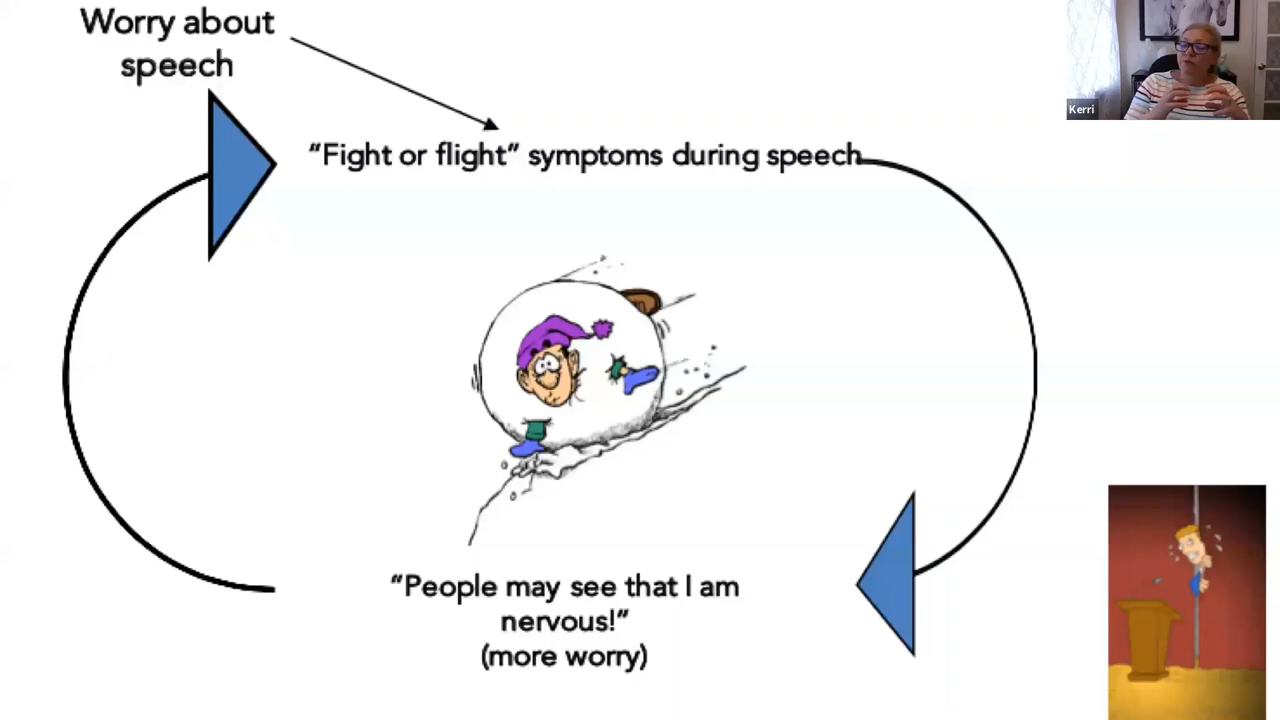 Worry about
speech
Kerri
“Fight or flight” symptoms during speech
“People may see that I am
nervous!”
(more worry)